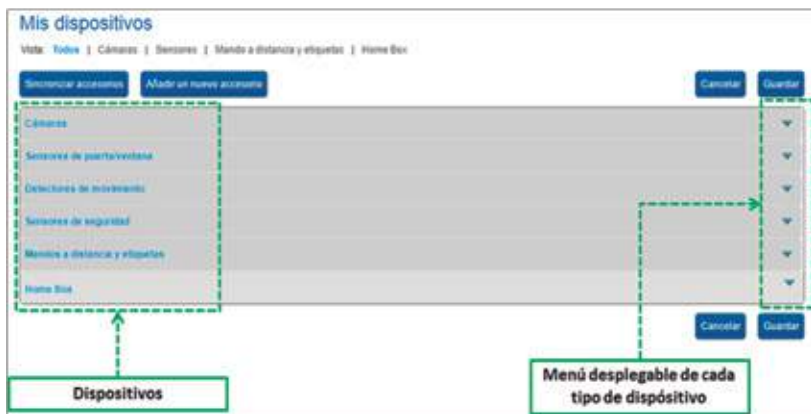 Mis dispositivos
Vista: Todos | Cámaras | Sensores | Mando a distancia y etiquetas | Home Box
Sincronizar accesorios Añadir un nuevo accesorio Cancelar Guardar
Cámaras
Sensores de puerta/ventana
Detectores de movimiento
Sensores de seguridad
Mandos a distancia y etiquetas
Home Box
Cancelar Guardar
Dispositivos
Menú desplegable de cada
tipo de dispósitivo